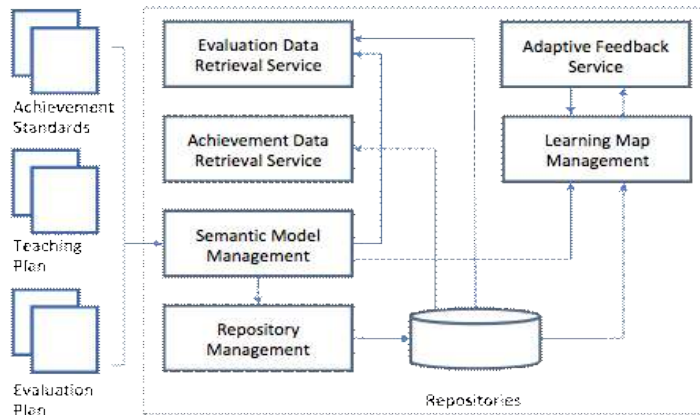 Achievement
Standards
Teaching
Plan
Evaluation
Plan
Evaluation Data
Retrieval Service
Achievement Data
Retrieval Service
Semantic Model
Management
Repository
Management
Adaptive Feedback
Service
Learning Map
Management
Repositories